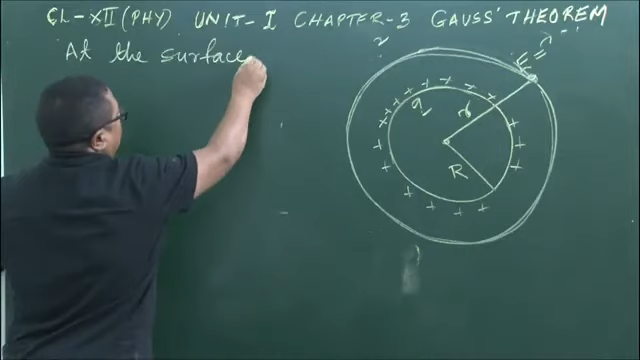 CL-XII (PHY) UNIT-I CHAPTER-3 GAUSS' THEOREM
At the surface
E =
q
r
R